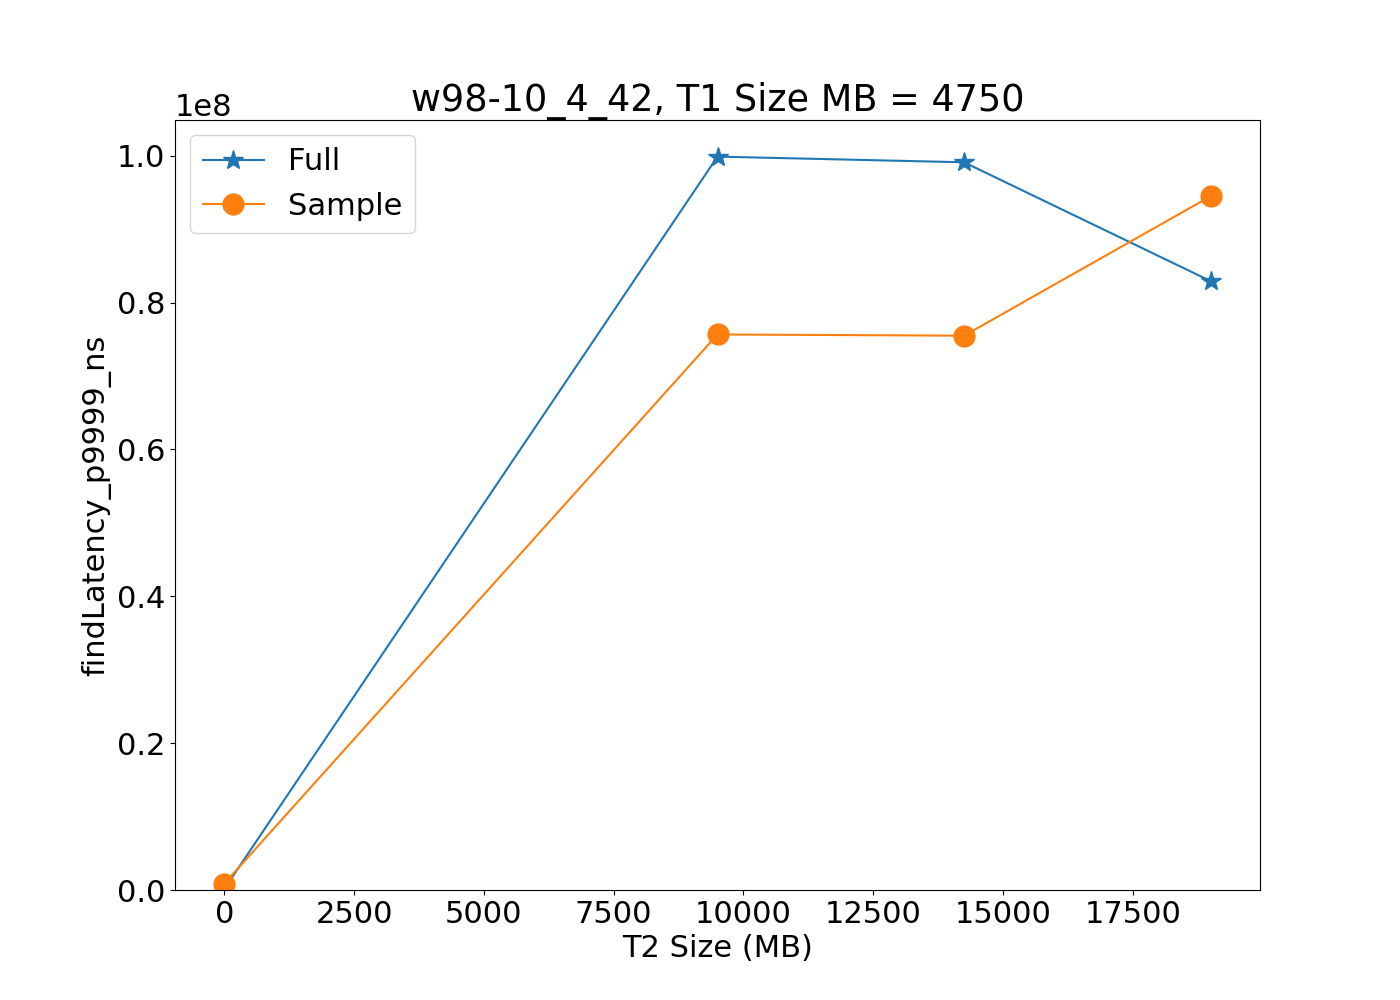 w98-10_4_42, T1 Size MB = 4750
1e8
Full
Sample
1.0
0.8
0.6
0.4
0.2
0.0
findLatency_p9999_ns
0 2500 5000 7500 10000 12500 15000 17500
T2 Size (MB)